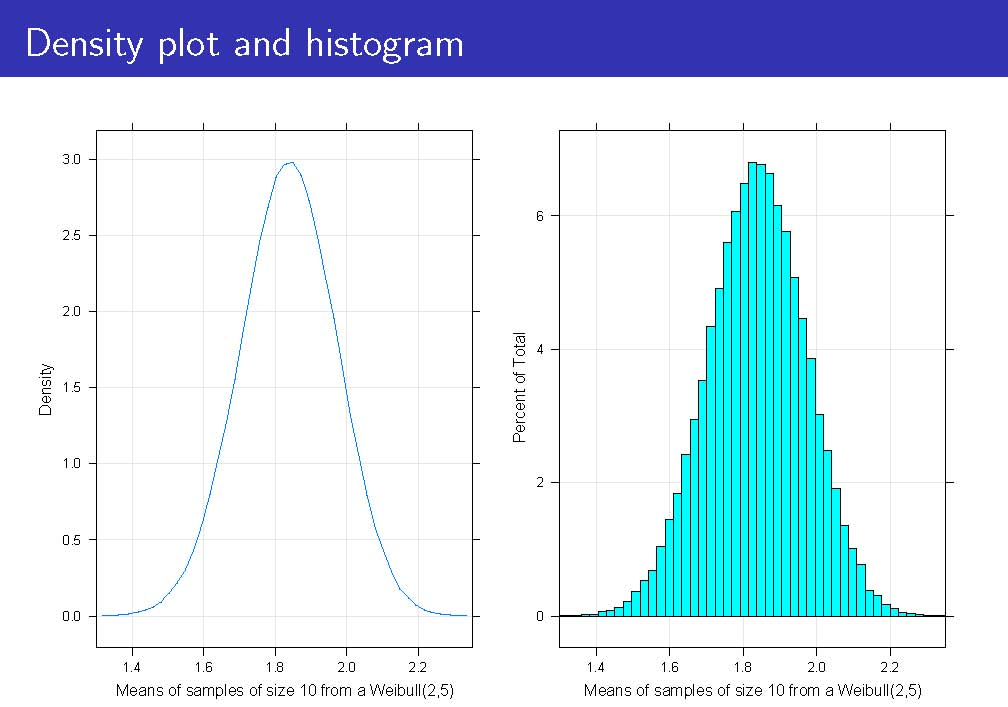 Density plot and histogram
Density
3.0
2.5
2.0
1.5
1.0
0.5
0.0
1.4 1.6 1.8 2.0 2.2
Means of samples of size 10 from a Weibull(2,5)
Percent of Total
6
4
2
0
1.4 1.6 1.8 2.0 2.2
Means of samples of size 10 from a Weibull(2,5)